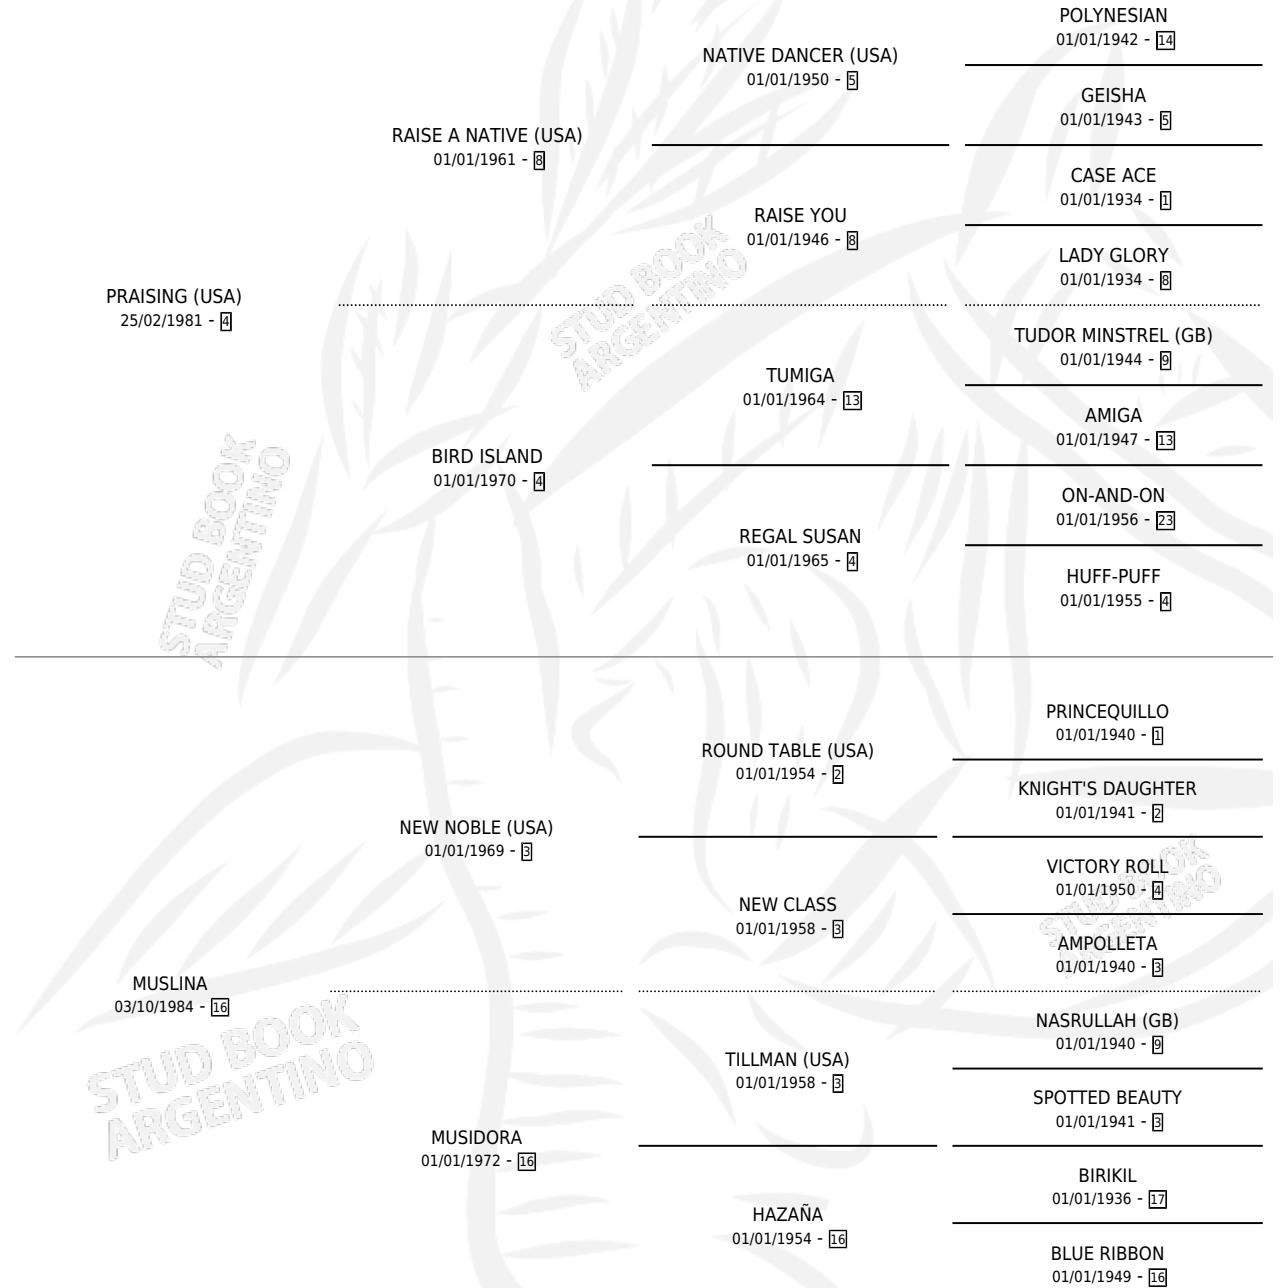 POLYNESIAN
01/01/1942 - 14
NATIVE DANCER (USA)
01/01/1950 - 5
GEISHA
01/01/1943 - 5
RAISE A NATIVE (USA)
01/01/1961 - 8
CASE ACE
01/01/1934 - 1
RAISE YOU
01/01/1946 - 8
LADY GLORY
01/01/1934 - 8
PRAISING (USA)
25/02/1981 - 4
STUD BOOK
ARGENTINO
TUDOR MINSTREL (GB)
01/01/1944 - 9
TUMIGA
01/01/1964 - 13
AMIGA
01/01/1947 - 13
BIRD ISLAND
01/01/1970 - 4
ON-AND-ON
01/01/1956 - 23
REGAL SUSAN
01/01/1965 - 4
HUFF-PUFF
01/01/1955 - 4
STUD BOOK
ARGENTINO
PRINCEQUILLO
01/01/1940 - 1
ROUND TABLE (USA)
01/01/1954 - 2
KNIGHT'S DAUGHTER
01/01/1941 - 2
NEW NOBLE (USA)
01/01/1969 - 3
VICTORY ROLL
01/01/1950 - 4
NEW CLASS
01/01/1958 - 3
STUD BOOK
ARGENTINO
AMPOLLETA
01/01/1940 - 3
MUSLINA
03/10/1984 - 16
STUD BOOK
ARGENTINO
NASRULLAH (GB)
01/01/1940 - 9
TILLMAN (USA)
01/01/1958 - 3
SPOTTED BEAUTY
01/01/1941 - 3
MUSIDORA
01/01/1972 - 16
BIRIKIL
01/01/1936 - 17
HAZAÑA
01/01/1954 - 16
BLUE RIBBON
01/01/1949 - 16